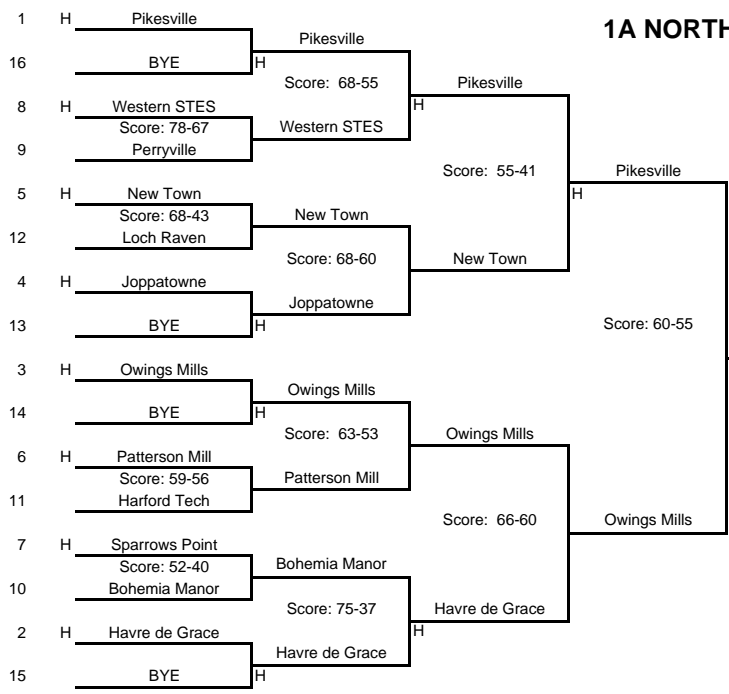 1A NORTH
1 H Pikesville
16 BYE H
Pikesville
Score: 68-55
8 H Western STES
Score: 78-67
9 Perryville
Western STES
Pikesville
H
Score: 55-41
5 H New Town
Score: 68-43
12 Loch Raven
New Town
Score: 68-60
4 H Joppatowne
13 BYE H
Joppatowne
New Town
Pikesville
H
Score: 60-55
3 H Owings Mills
14 BYE H
Owings Mills
Score: 63-53
6 H Patterson Mill
Score: 59-56
11 Harford Tech
Patterson Mill
Owings Mills
Score: 66-60
7 H Sparrows Point
Score: 52-40
10 Bohemia Manor
Bohemia Manor
Score: 75-37
2 H Havre de Grace
15 BYE H
Havre de Grace
Havre de Grace
H
Owings Mills